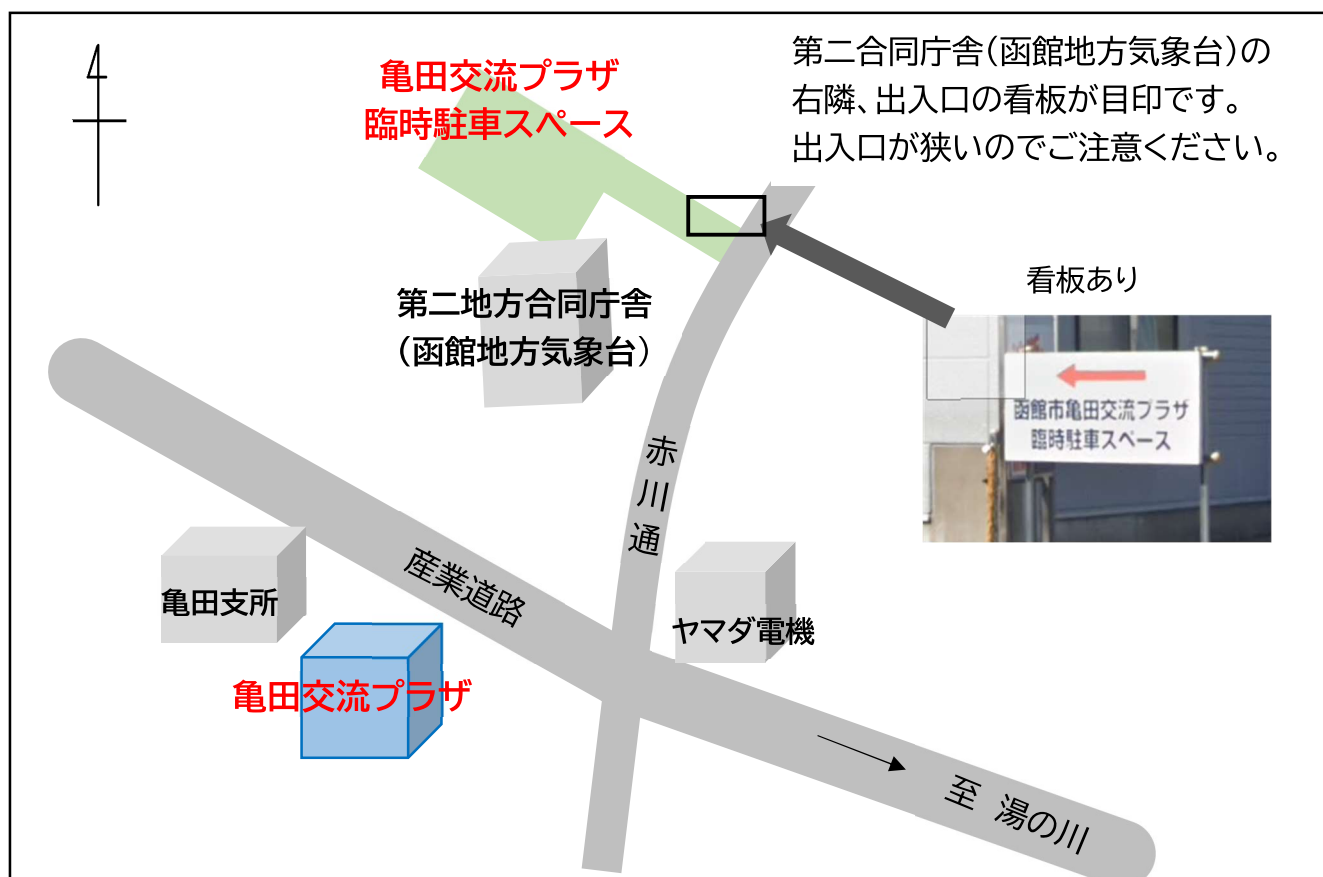 亀田交流プラザ
臨時駐車スペース
第二合同庁舎(函館地方気象台)の
右隣、出入口の看板が目印です。
出入口が狭いのでご注意ください。
看板あり
函館市亀田交流プラザ
臨時駐車スペース
第二地方合同庁舎
(函館地方気象台)
赤川通
産業道路
亀田支所
ヤマダ電機
亀田交流プラザ
至 湯の川